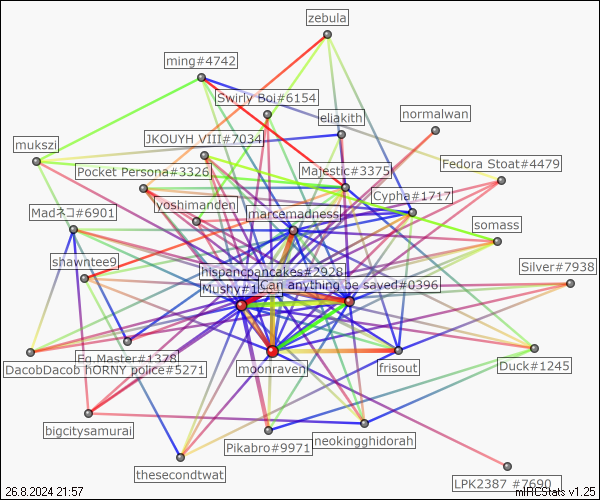 zebula
ming#4742
Swirly Boi#6154
normalwan
eliakith
JKOUYH VIII#7034
mukszi
Fedora Stoat#4479
Pocket Persona#3326
Majestic#3375
Cypha#1717
yoshimanden
Madネコ#6901
marcemadness
somass
shawntee9
hispancpancakes#2928
Silver#7938
Can anything be saved#0396
Mushy#1
Eg Master#1378
DacobDacob hORNY police#5271
moonraven
frisout
Duck#1245
bigcitysamurai
neokingghidorah
Pikabro#9971
thesecondtwat
LPK2387 #7690
26.8.2024 21:57
mIRCStats v1.25